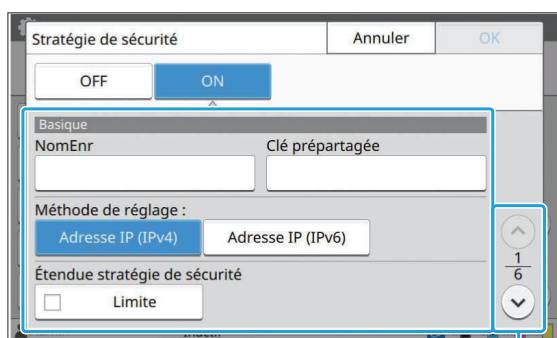 Stratégie de sécurité Annuler OK
OFF ON
Basique
NomEnr Clé prépartagée
Méthode de réglage :
Adresse IP (IPv4) Adresse IP (IPv6)
1
6
Étendue stratégie de sécurité
Limite